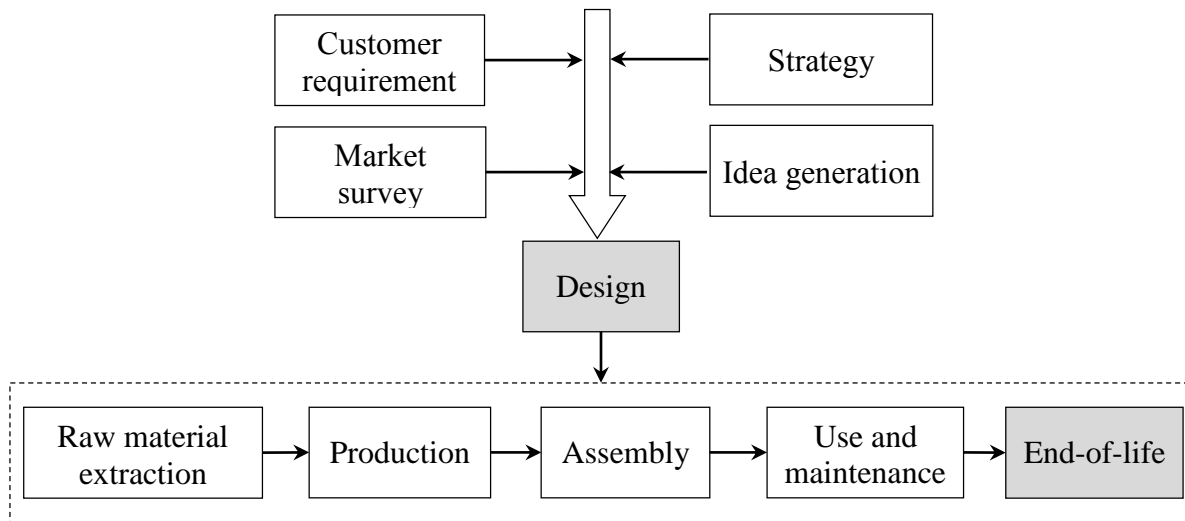 Customer
requirement
Strategy
Market
survey
Idea generation
Design
Raw material
extraction
Production
Assembly
Use and
maintenance
End-of-life